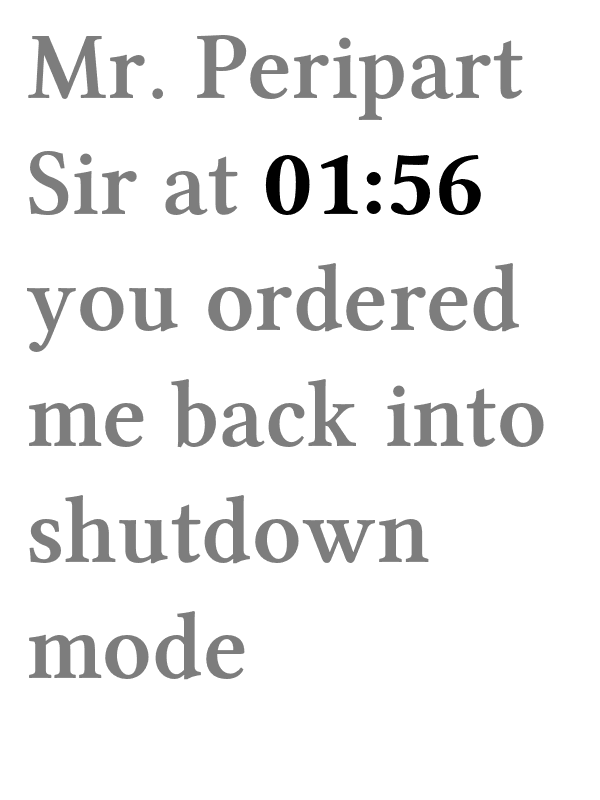 Mr. Peripart
Sir at 01:56
you ordered
me back into
shutdown
mode